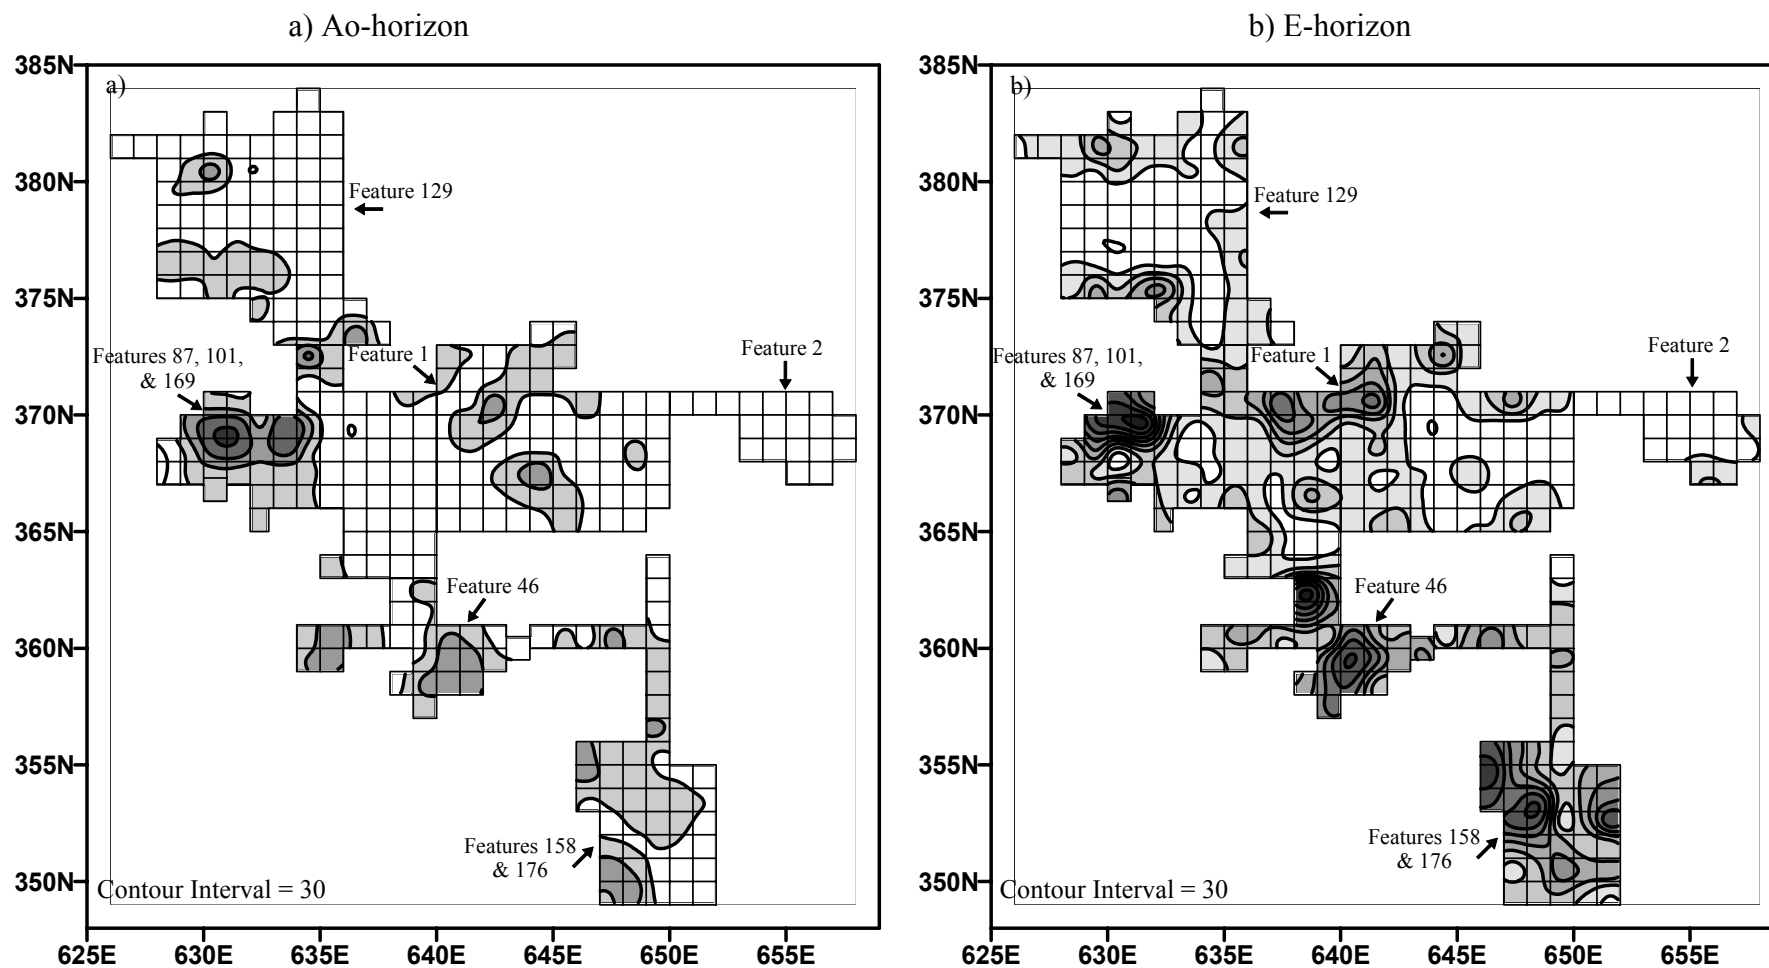 a) Ao-horizon
385N
a)
380N
Feature 129
375N
Features 87, 101,
& 169
Feature 1
Feature 2
370N
365N
Feature 46
360N
355N
Features 158
& 176
350N
Contour Interval = 30
625E 630E 635E 640E 645E 650E 655E
b) E-horizon
385N
b)
380N
Feature 129
375N
Features 87, 101,
& 169
Feature 1
Feature 2
370N
365N
Feature 46
360N
355N
Features 158
& 176
350N
Contour Interval = 30
625E 630E 635E 640E 645E 650E 655E